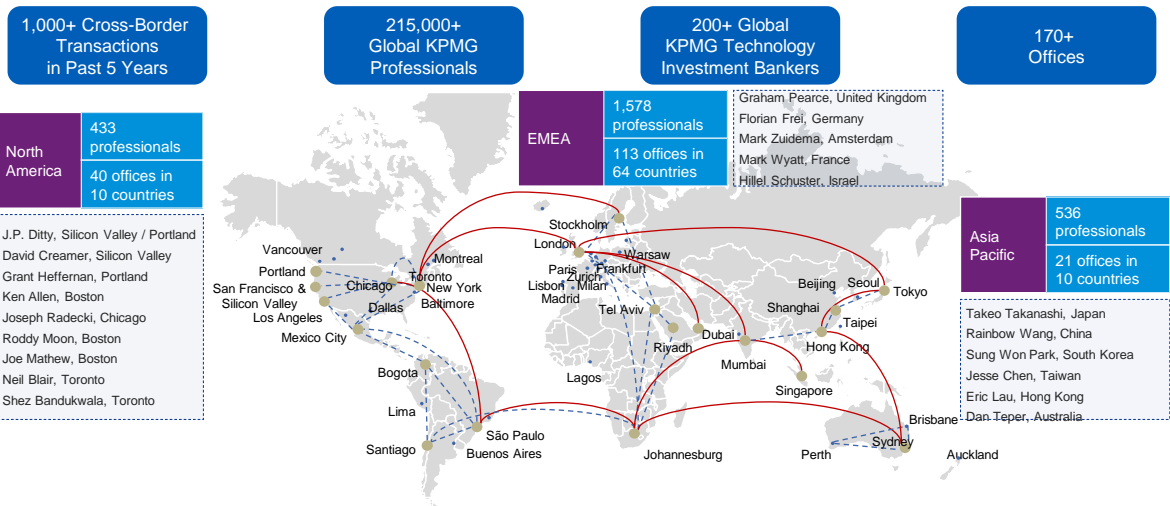 1,000+ Cross-Border
Transactions
in Past 5 Years
215,000+
Global KPMG
Professionals
200+ Global
KPMG Technology
Investment Bankers
170+
Offices
North
America
433
professionals
40 offices in
10 countries
J.P. Ditty, Silicon Valley / Portland
David Creamer, Silicon Valley
Grant Heffernan, Portland
Ken Allen, Boston
Joseph Radecki, Chicago
Roddy Moon, Boston
Joe Mathew, Boston
Neil Blair, Toronto
Shez Bandukwala, Toronto
EMEA
1,578
professionals
113 offices in
64 countries
Graham Pearce, United Kingdom
Florian Frei, Germany
Mark Zuidema, Amsterdam
Mark Wyatt, France
Hillel Schuster, Israel
Asia
Pacific
536
professionals
21 offices in
10 countries
Takeo Takanashi, Japan
Rainbow Wang, China
Sung Won Park, South Korea
Jesse Chen, Taiwan
Eric Lau, Hong Kong
Dan Teper, Australia
Vancouver
Portland
San Francisco &
Silicon Valley
Los Angeles
Mexico City
Chicago
Dallas
Montreal
Toronto
New York
Baltimore
Bogota
Lima
Santiago
São Paulo
Buenos Aires
Stockholm
London
Warsaw
Paris
Frankfurt
Zurich
Lisbon
Milan
Madrid
Tel Aviv
Riyadh
Dubai
Lagos
Johannesburg
Mumbai
Singapore
Beijing
Seoul
Tokyo
Shanghai
Taipei
Hong Kong
Brisbane
Sydney
Perth
Auckland